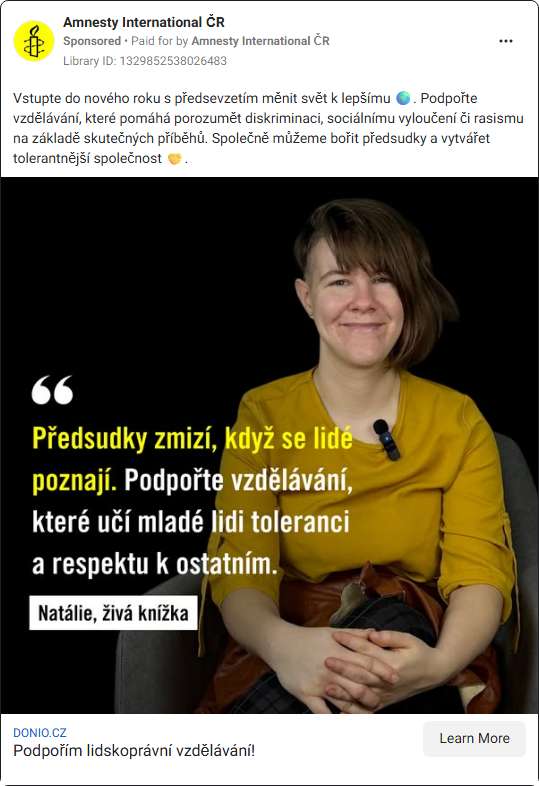 Amnesty International ČR
Sponsored • Paid for by Amnesty International ČR
Library ID: 1329852538026483
Vstupte do nového roku s předsevzetím měnit svět k lepšímu 🌍 . Podpořte
vzdělávání, které pomáhá porozumět diskriminaci, sociálnímu vyloučení či rasismu
na základě skutečných příběhů. Společně můžeme bořit předsudky a vytvářet
tolerantnější společnost 🤝 .
Předsudky zmizí, když se lidé
poznají. Podpořte vzdělávání,
které učí mladé lidi toleranci
a respektu k ostatním.
Natálie, živá knížka
DONIO.CZ
Podpořím lidskoprávní vzdělávání!
Learn More